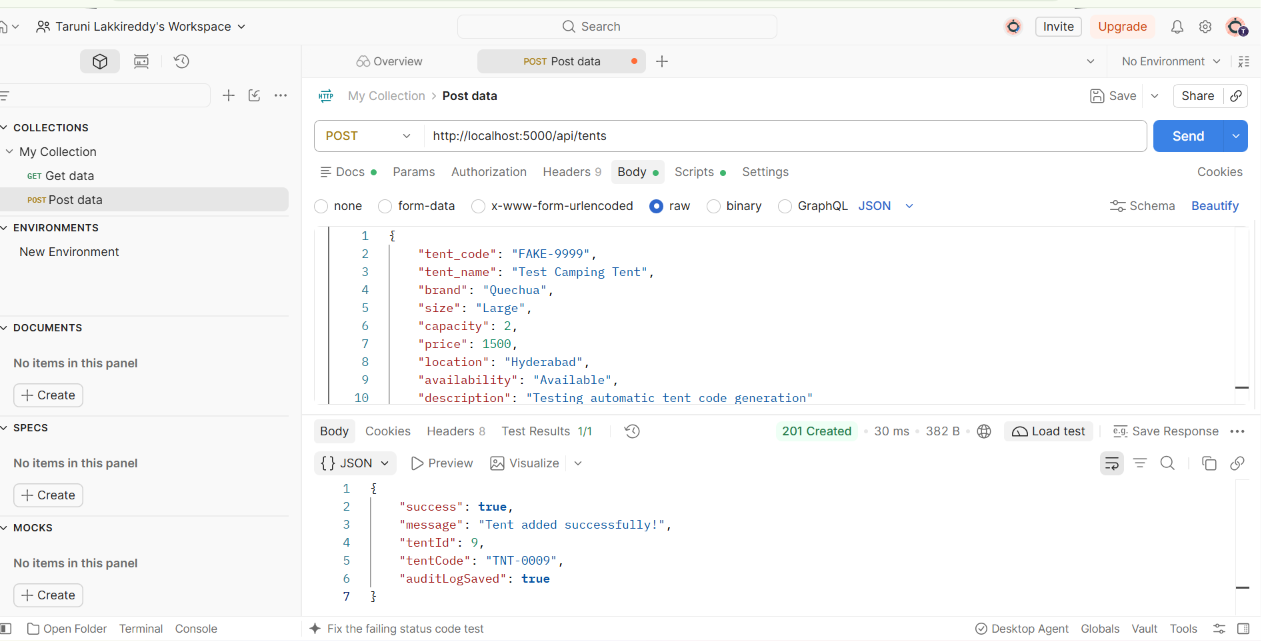 Taruni Lakkireddy's Workspace
Search
Invite
Upgrade
T
Overview
POST Post data
No Environment
COLLECTIONS
My Collection
GET Get data
POST Post data
ENVIRONMENTS
New Environment
DOCUMENTS
No items in this panel
Create
SPECS
No items in this panel
Create
MOCKS
No items in this panel
Create
HTTP My Collection > Post data
Save
Share
POST http://localhost:5000/api/tents
Send
Docs Params Authorization Headers 9 Body Scripts Settings Cookies
none form-data x-www-form-urlencoded raw binary GraphQL JSON Schema Beautify
1 {
2 "tent_code": "FAKE-9999",
3 "tent_name": "Test Camping Tent",
4 "brand": "Quechua",
5 "size": "Large",
6 "capacity": 2,
7 "price": 1500,
8 "location": "Hyderabad",
9 "availability": "Available",
10 "description": "Testing automatic tent code generation"
Body Cookies Headers 8 Test Results 1/1 201 Created 30 ms 382 B Load test e.g. Save Response
{} JSON Preview Visualize
1 {
2 "success": true,
3 "message": "Tent added successfully!",
4 "tentId": 9,
5 "tentCode": "TNT-0009",
6 "auditLogSaved": true
7 }
Open Folder Terminal Console Fix the failing status code test Desktop Agent Globals Vault Tools